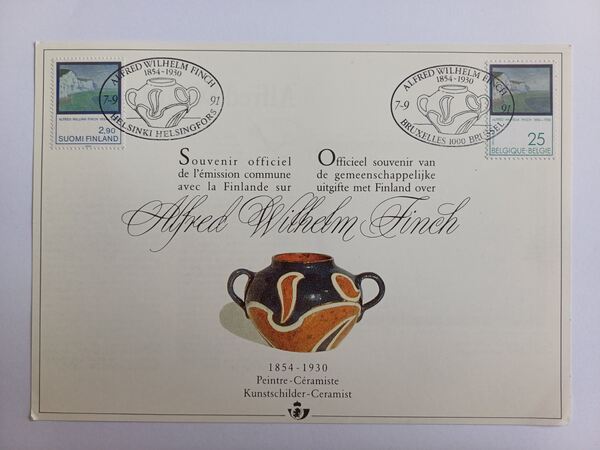 ALFRED WILHELM FINCH
1854-1930
7-9 91
HELSINKI HELSINGFORS
2,90
SUOMI FINLAND
ALFRED WILHELM FINCH
1854-1930
7-9 91
BRUXELLES 1000 BRUSSEL
25
BELGIQUE-BELGIE
Souvenir officiel
de l'émission commune
avec la Finlande sur
Officieel souvenir van
de gemeenschappelijke
uitgifte met Finland over
Alfred Wilhelm Finch
1854-1930
Peintre-Céramiste
Kunstschilder-Ceramist